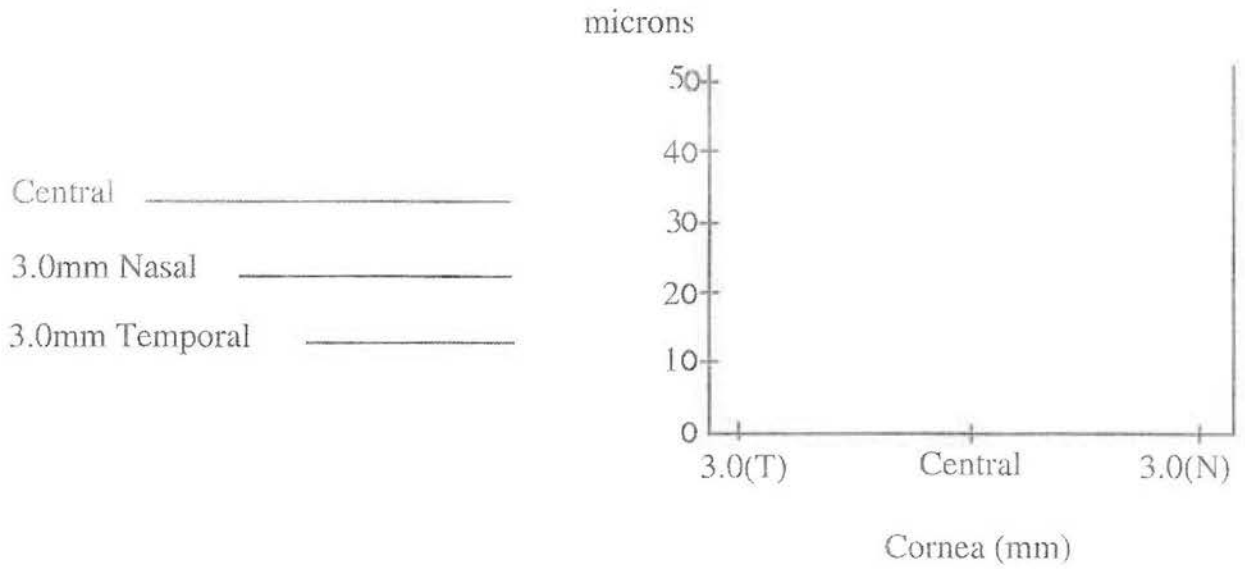 microns
50
40
Central
30
3.0mm Nasal
20
3.0mm Temporal
10
0
3.0(T) Central 3.0(N)
Cornea (mm)